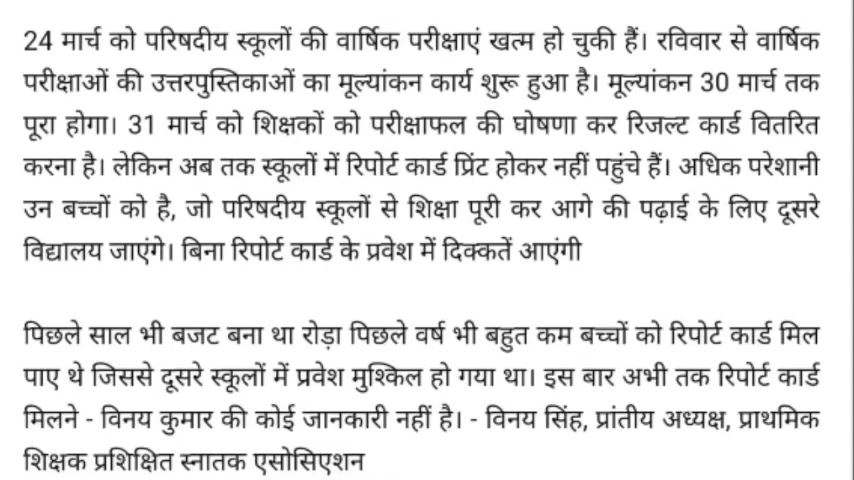 24 मार्च को परिषदीय स्कूलों की वार्षिक परीक्षाएं खत्म हो चुकी हैं। रविवार से वार्षिक
परीक्षाओं की उत्तरपुस्तिकाओं का मूल्यांकन कार्य शुरू हुआ है। मूल्यांकन 30 मार्च तक
पूरा होगा। 31 मार्च को शिक्षकों को परीक्षाफल की घोषणा कर रिजल्ट कार्ड वितरित
करना है। लेकिन अब तक स्कूलों में रिपोर्ट कार्ड प्रिंट होकर नहीं पहुंचे हैं। अधिक परेशानी
उन बच्चों को है, जो परिषदीय स्कूलों से शिक्षा पूरी कर आगे की पढ़ाई के लिए दूसरे
विद्यालय जाएंगे। बिना रिपोर्ट कार्ड के प्रवेश में दिक्कतें आएंगी
पिछले साल भी बजट बना था रोड़ा पिछले वर्ष भी बहुत कम बच्चों को रिपोर्ट कार्ड मिल
पाए थे जिससे दूसरे स्कूलों में प्रवेश मुश्किल हो गया था। इस बार अभी तक रिपोर्ट कार्ड
मिलने - विनय कुमार की कोई जानकारी नहीं है। - विनय सिंह, प्रांतीय अध्यक्ष, प्राथमिक
शिक्षक प्रशिक्षित स्नातक एसोसिएशन